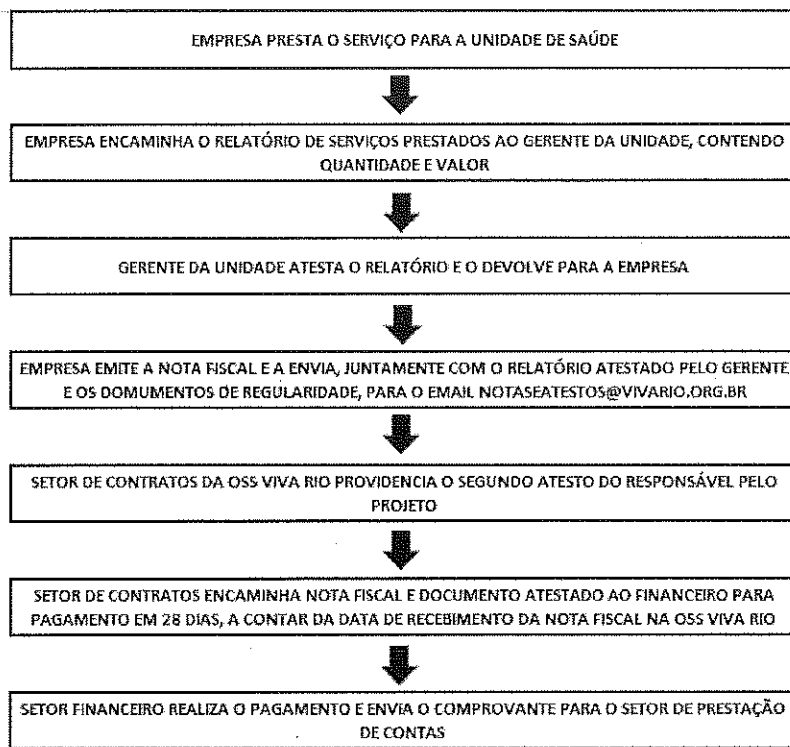 EMPRESA PRESTA O SERVIÇO PARA A UNIDADE DE SAÚDE
EMPRESA ENCAMINHA O RELATÓRIO DE SERVIÇOS PRESTADOS AO GERENTE DA UNIDADE, CONTENDO
QUANTIDADE E VALOR
GERENTE DA UNIDADE ATESTA O RELATÓRIO E O DEVOLVE PARA A EMPRESA
EMPRESA EMITE A NOTA FISCAL E A ENVIA, JUNTAMENTE COM O RELATÓRIO ATESTADO PELO GERENTE
E OS DOMUMENTOS DE REGULARIDADE, PARA O EMAIL NOTASEATESTOS@VIVARIO.ORG.BR
SETOR DE CONTRATOS DA OSS VIVA RIO PROVIDENCIA O SEGUNDO ATESTO DO RESPONSÁVEL PELO
PROJETO
SETOR DE CONTRATOS ENCAMINHA NOTA FISCAL E DOCUMENTO ATESTADO AO FINANCEIRO PARA
PAGAMENTO EM 28 DIAS, A CONTAR DA DATA DE RECEBIMENTO DA NOTA FISCAL NA OSS VIVA RIO
SETOR FINANCEIRO REALIZA O PAGAMENTO E ENVIA O COMPROVANTE PARA O SETOR DE PRESTAÇÃO
DE CONTAS